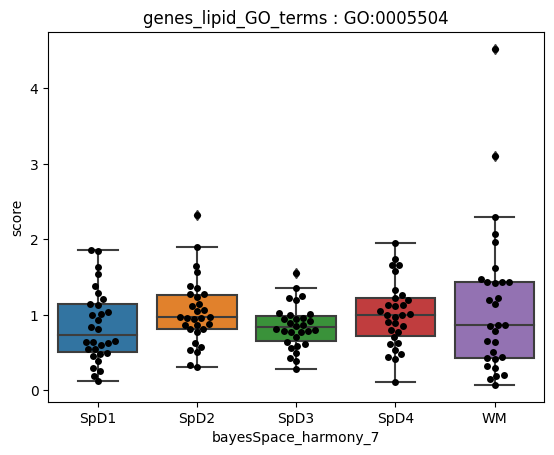 genes_lipid_GO_terms : GO:0005504
4
3
2
1
0
score
SpD1 SpD2 SpD3 SpD4 WM
bayesSpace_harmony_7